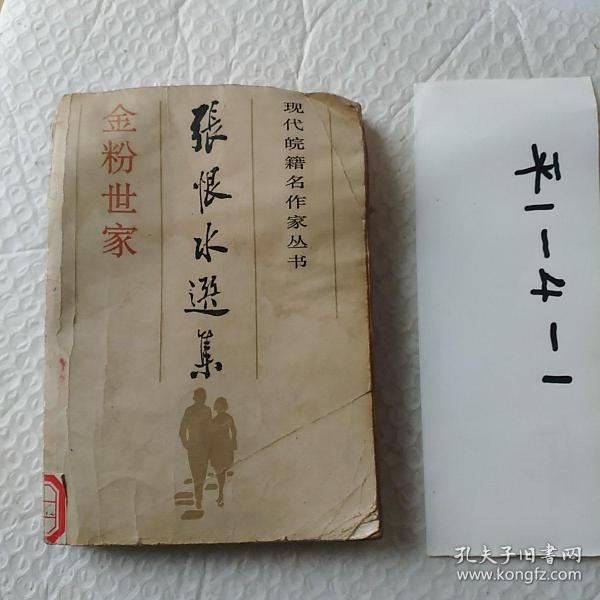 现代皖籍名作家丛书
張恨水選集
金粉世家
平1-4-1
孔夫子旧书网
www.kongfz.com